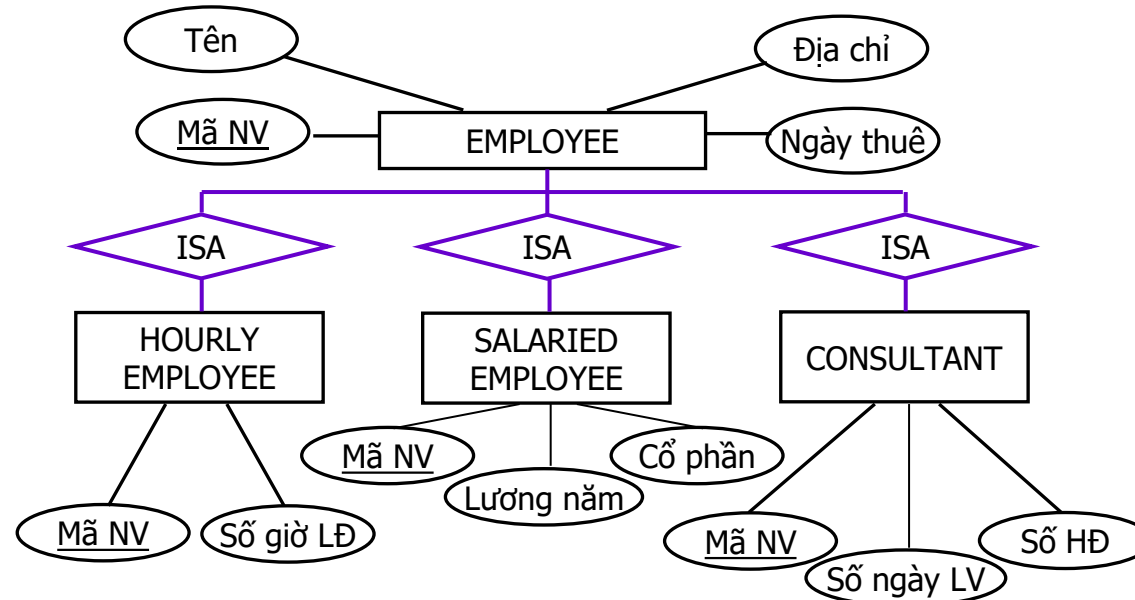 Tên
Địa chỉ
Mã NV
EMPLOYEE
Ngày thuê
ISA
ISA
ISA
HOURLY
EMPLOYEE
SALARIED
EMPLOYEE
CONSULTANT
Mã NV
Số giờ LĐ
Mã NV
Lương năm
Cổ phần
Mã NV
Số ngày LV
Số HĐ